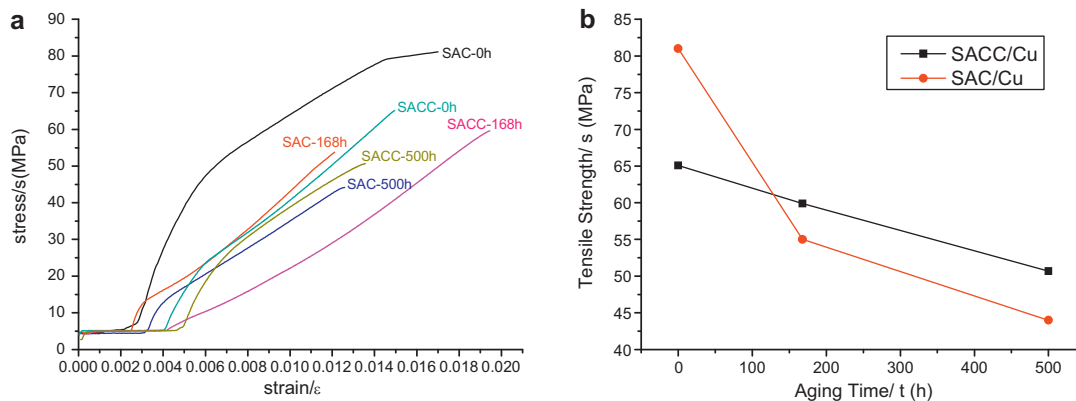 a
90
80
70
60
50
40
30
20
10
0
stress/s(MPa)
SAC-0h
SACC-0h
SACC-168h
SAC-168h
SACC-500h
SAC-500h
0.000 0.002 0.004 0.006 0.008 0.010 0.012 0.014 0.016 0.018 0.020
strain/ε
b
85
80
75
70
65
60
55
50
45
40
Tensile Strength/ s (MPa)
SACC/Cu
SAC/Cu
0 100 200 300 400 500
Aging Time/ t (h)